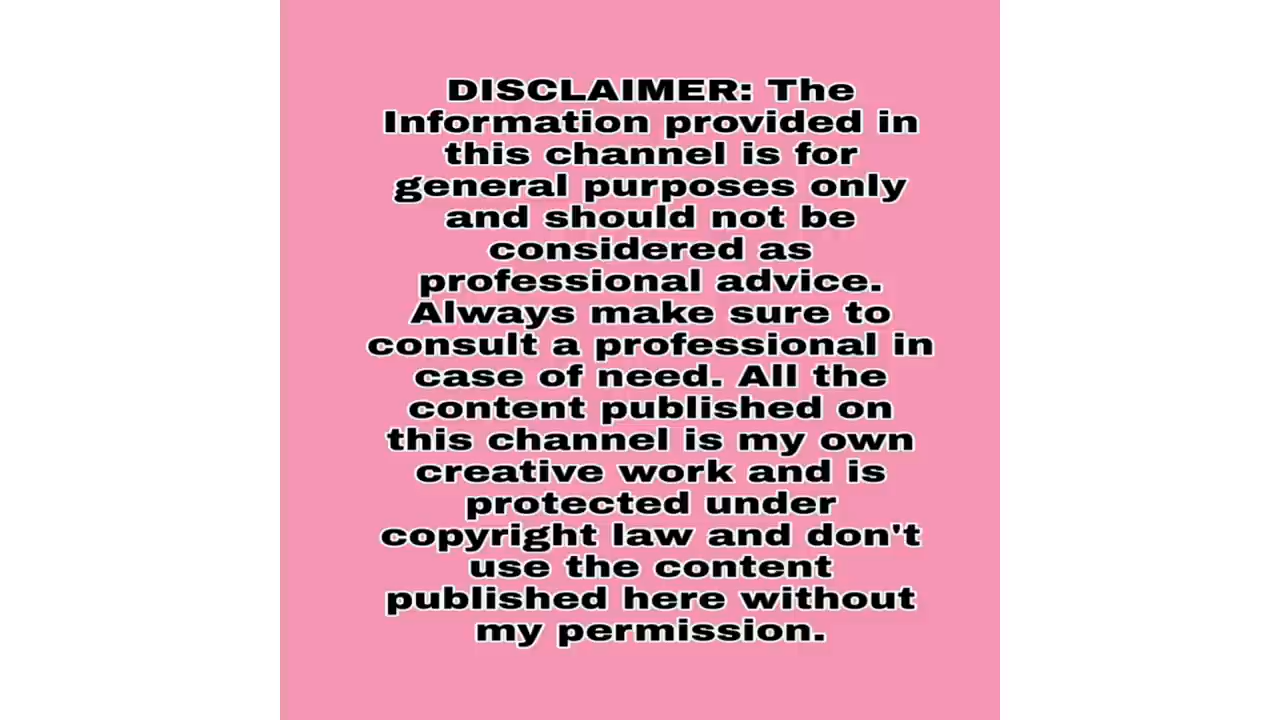 DISCLAIMER: The
Information provided in
this channel is for
general purposes only
and should not be
considered as
professional advice.
Always make sure to
consult a professional in
case of need. All the
content published on
this channel is my own
creative work and is
protected under
copyright law and don't
use the content
published here without
my permission.